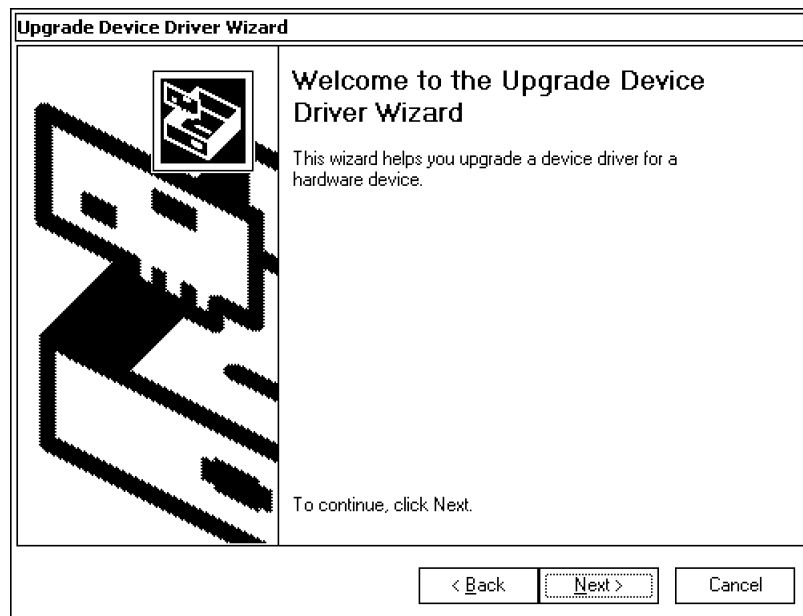 Upgrade Device Driver Wizard
Welcome to the Upgrade Device
Driver Wizard
This wizard helps you upgrade a device driver for a
hardware device.
To continue, click Next.
< Back
Next >
Cancel